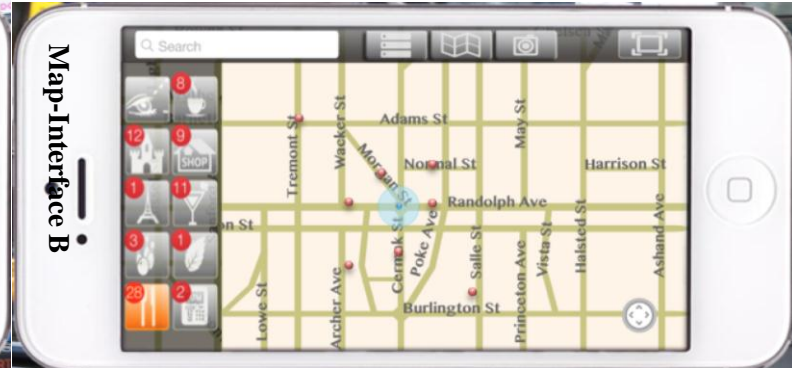 Map-Interface B
Search
8
12
9
SHOP
1
11
3
1
28
2
Adams St
Tremont St
Wacker St
May St
Morgan St
Normal St
Harrison St
Randolph Ave
on St
Cermak St
Poke Ave
Salle St
Vista St
Halsted St
Ashand Ave
Lowe St
Archer Ave
Princeton Ave
Burlington St